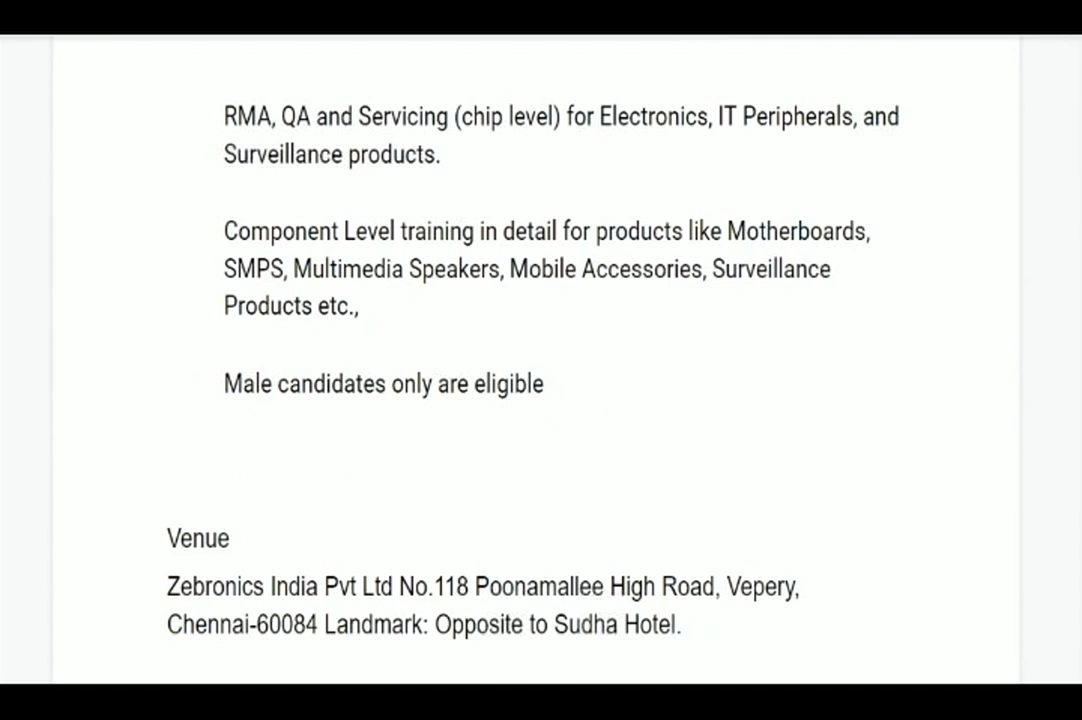 RMA, QA and Servicing (chip level) for Electronics, IT Peripherals, and
Surveillance products.
Component Level training in detail for products like Motherboards,
SMPS, Multimedia Speakers, Mobile Accessories, Surveillance
Products etc.,
Male candidates only are eligible
Venue
Zebronics India Pvt Ltd No.118 Poonamallee High Road, Vepery,
Chennai-60084 Landmark: Opposite to Sudha Hotel.